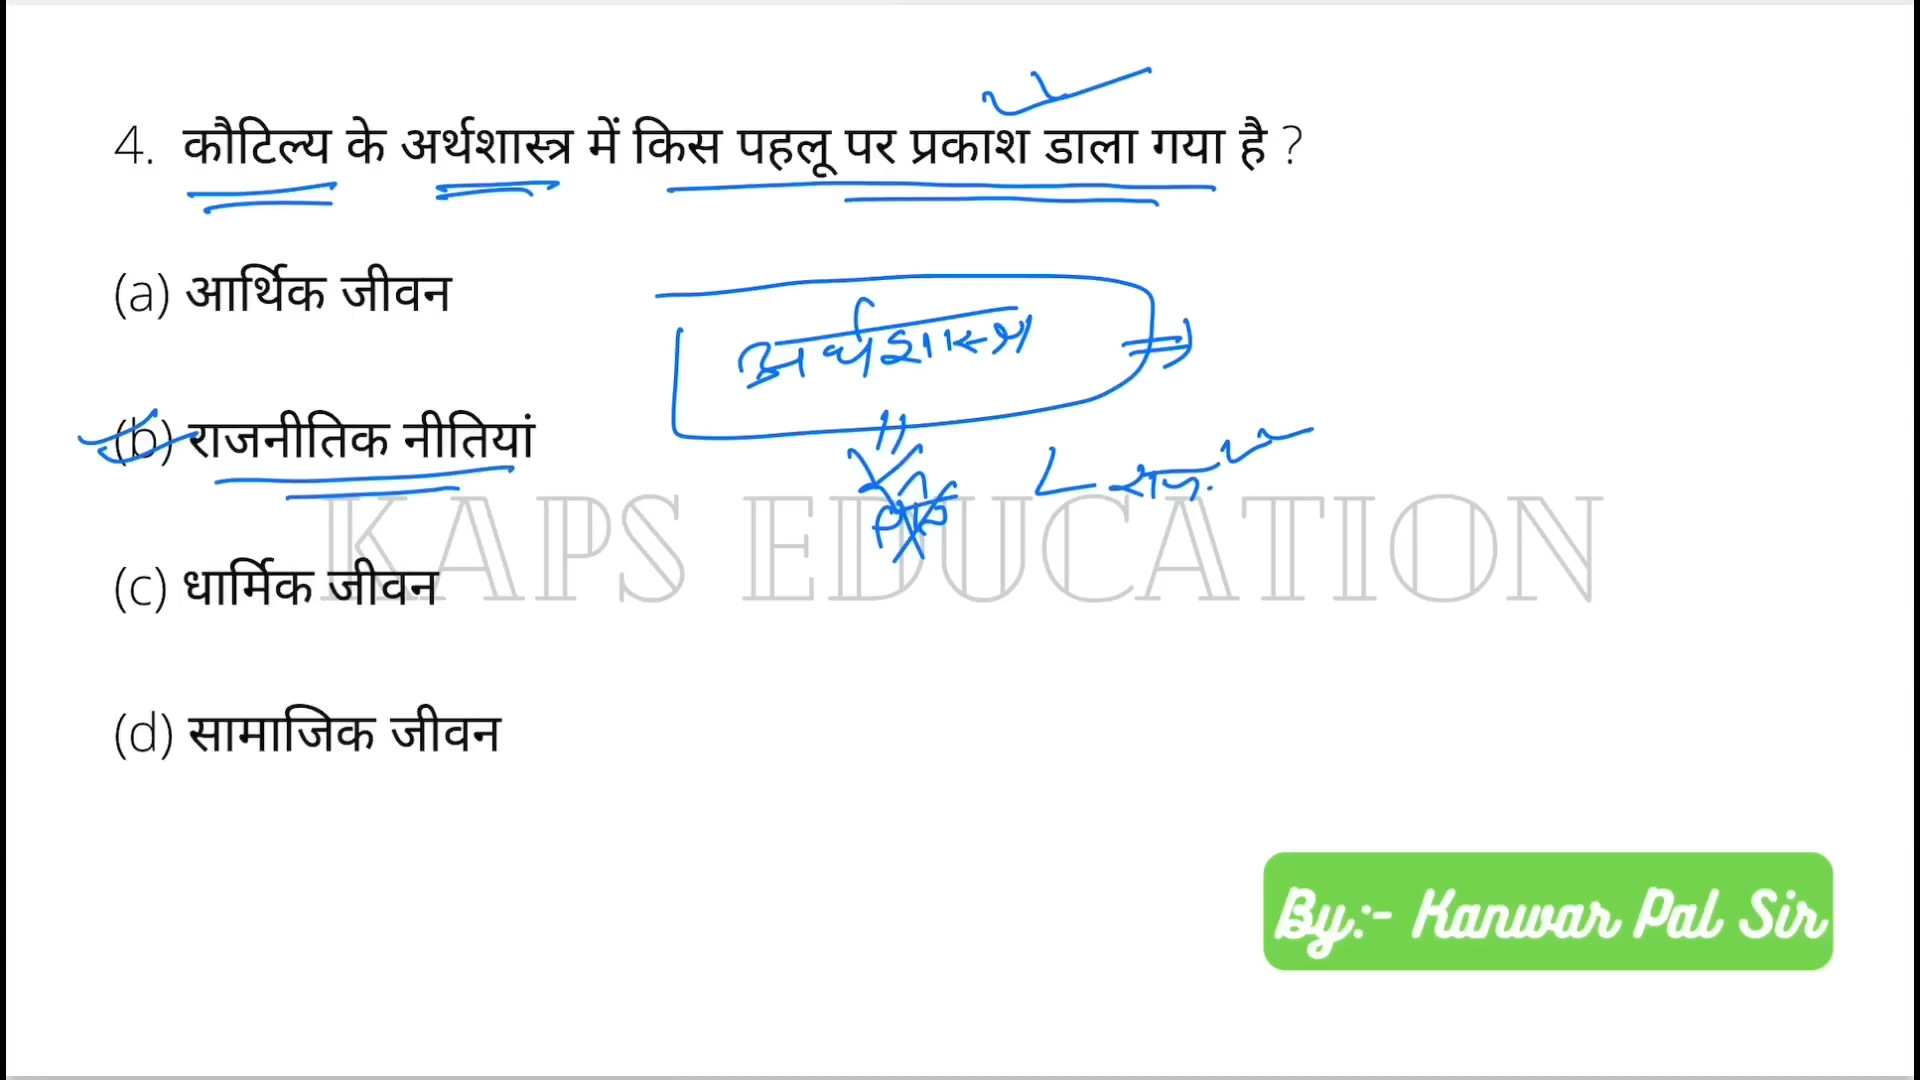 4. कौटिल्य के अर्थशास्त्र में किस पहलू पर प्रकाश डाला गया है ?
(a) आर्थिक जीवन
अर्थशास्त्र
(b) राजनीतिक नीतियां
राज.
KAPS EDUCATION
(c) धार्मिक जीवन
(d) सामाजिक जीवन
By:- Kanwar Pal Sir